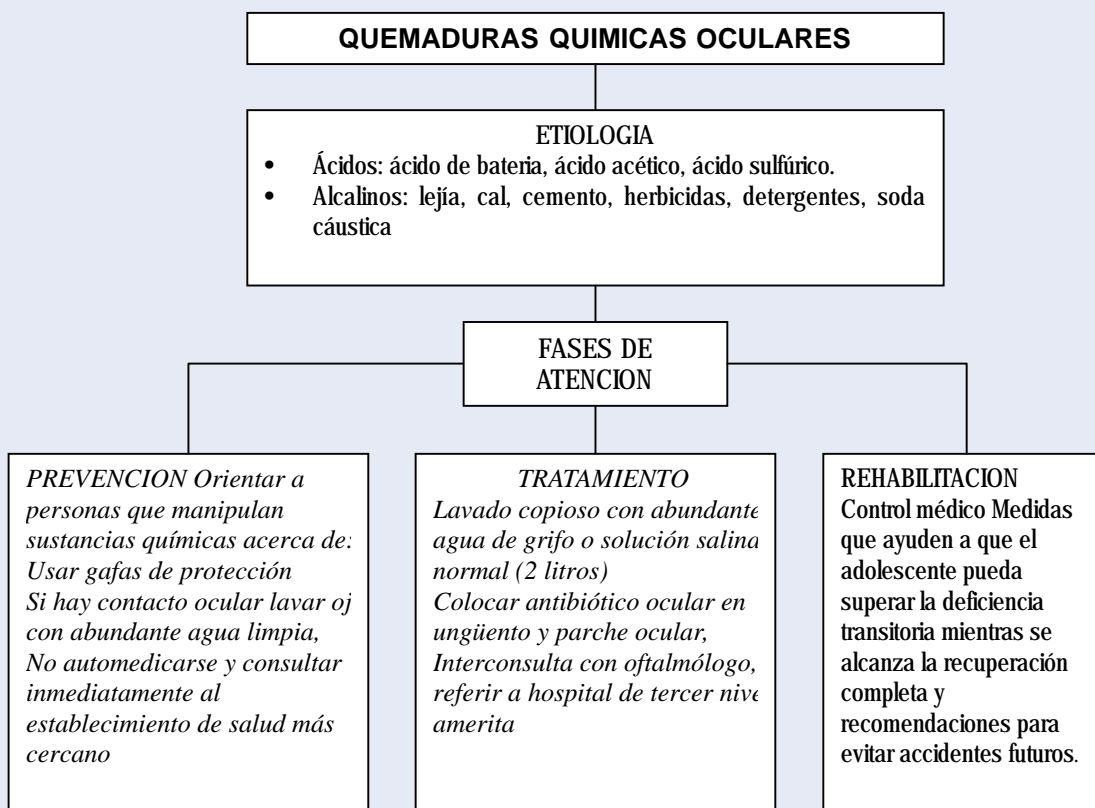 QUEMADURAS QUIMICAS OCULARES
ETIOLOGIA
• Ácidos: ácido de bateria, ácido acético, ácido sulfúrico.
• Alcalinos: lejía, cal, cemento, herbicidas, detergentes, soda
cáustica
FASES DE
ATENCION
PREVENCION Orientar a
personas que manipulan
sustancias químicas acerca de:
Usar gafas de protección
Si hay contacto ocular lavar oj
con abundante agua limpia,
No automedicarse y consultar
inmediatamente al
establecimiento de salud más
cercano
TRATAMIENTO
Lavado copioso con abundante
agua de grifo o solución salina
normal (2 litros)
Colocar antibiótico ocular en
ungüento y parche ocular,
Interconsulta con oftalmólogo,
referir a hospital de tercer nive
amerita
REHABILITACION
Control médico Medidas
que ayuden a que el
adolescente pueda
superar la deficiencia
transitoria mientras se
alcanza la recuperación
completa y
recomendaciones para
evitar accidentes futuros.